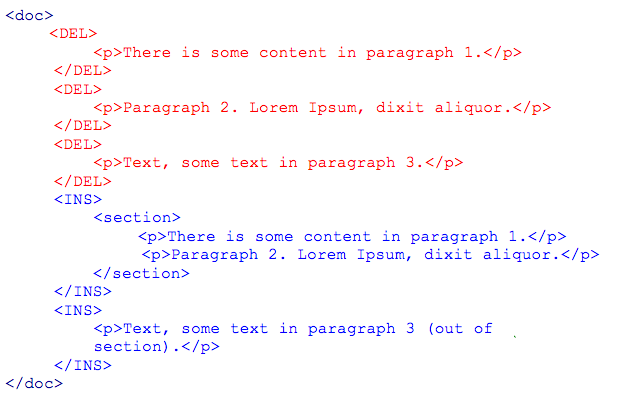 <doc>
<DEL>
<p>There is some content in paragraph 1.</p>
</DEL>
<DEL>
<p>Paragraph 2. Lorem Ipsum, dixit aliquor.</p>
</DEL>
<DEL>
<p>Text, some text in paragraph 3.</p>
</DEL>
<INS>
<section>
<p>There is some content in paragraph 1.</p>
<p>Paragraph 2. Lorem Ipsum, dixit aliquor.</p>
</section>
</INS>
<INS>
<p>Text, some text in paragraph 3 (out of
section).</p>
</INS>
</doc>